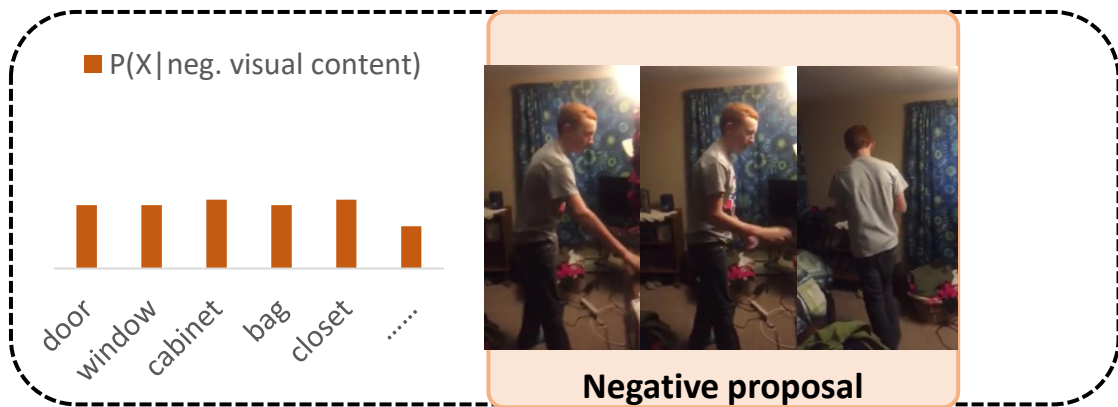 P(X|neg. visual content)
door
window
cabinet
bag
closet
......
Negative proposal